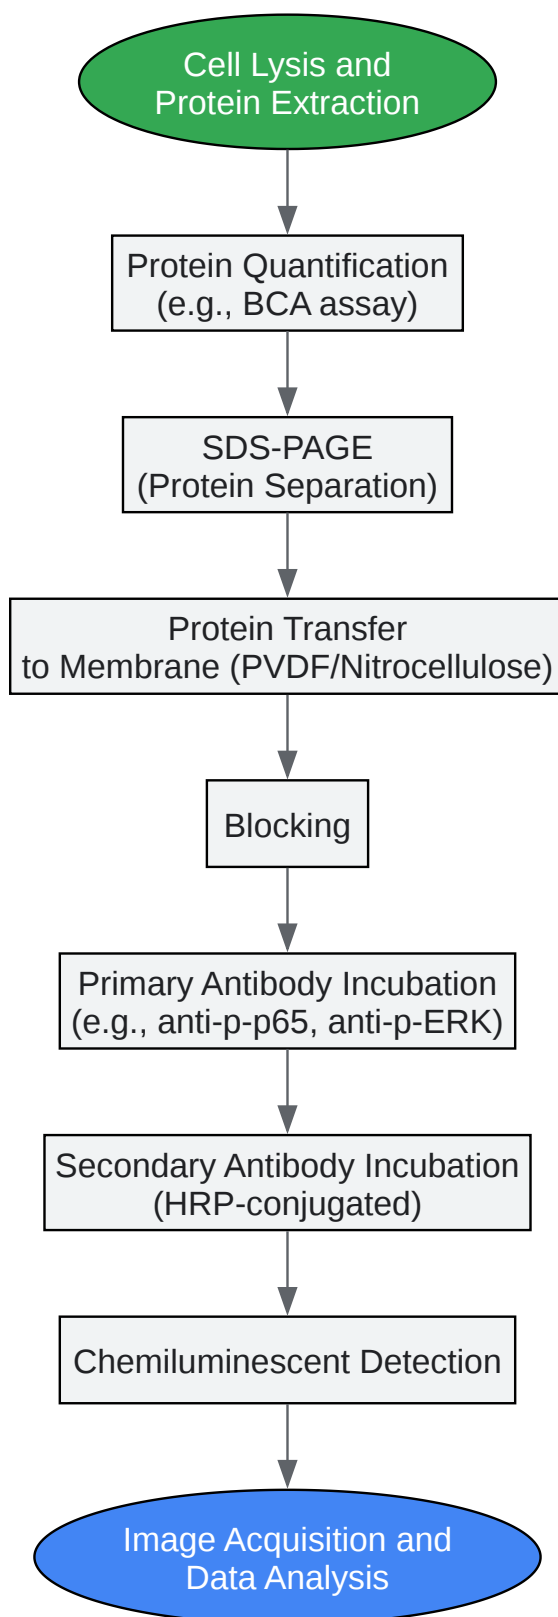 Cell Lysis and
Protein Extraction
Protein Quantification
(e.g., BCA assay)
SDS-PAGE
(Protein Separation)
Protein Transfer
to Membrane (PVDF/Nitrocellulose)
Blocking
Primary Antibody Incubation
(e.g., anti-p-p65, anti-p-ERK)
Secondary Antibody Incubation
(HRP-conjugated)
Chemiluminescent Detection
Image Acquisition and
Data Analysis